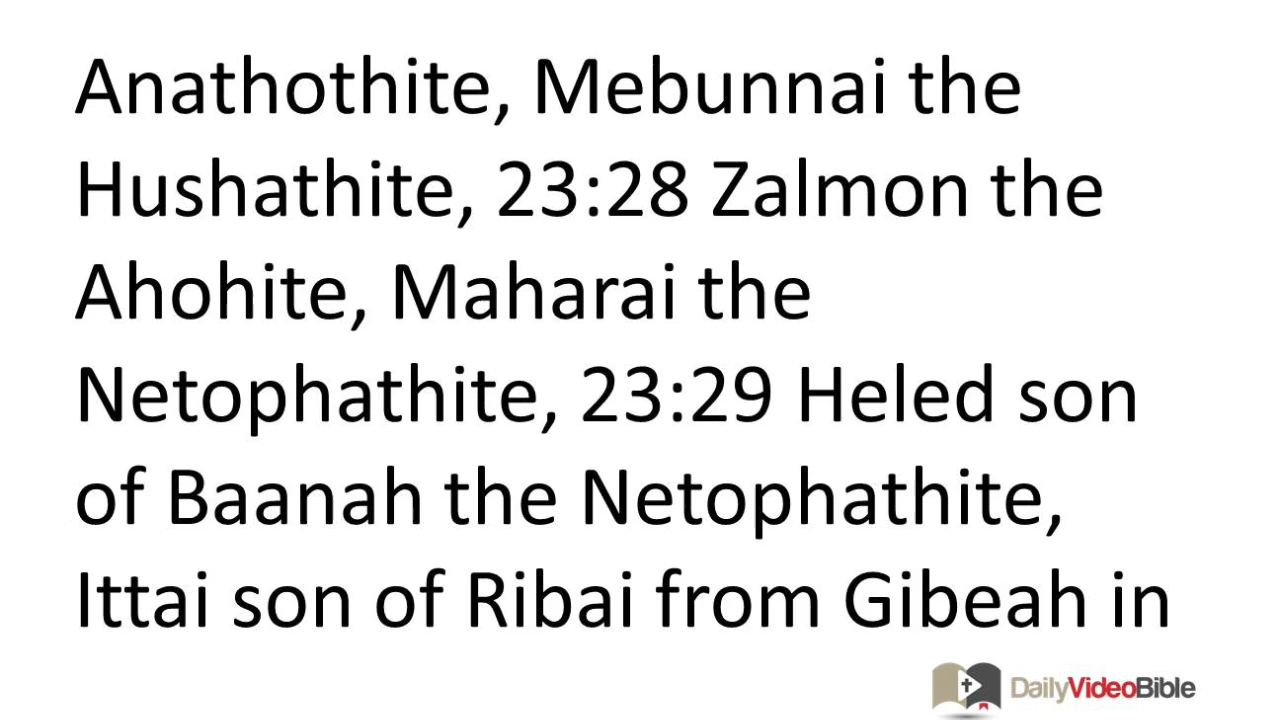 Anathothite, Mebunnai the
Hushathite, 23:28 Zalmon the
Ahohite, Maharai the
Netophathite, 23:29 Heled son
of Baanah the Netophathite,
Ittai son of Ribai from Gibeah in
DailyVideoBible